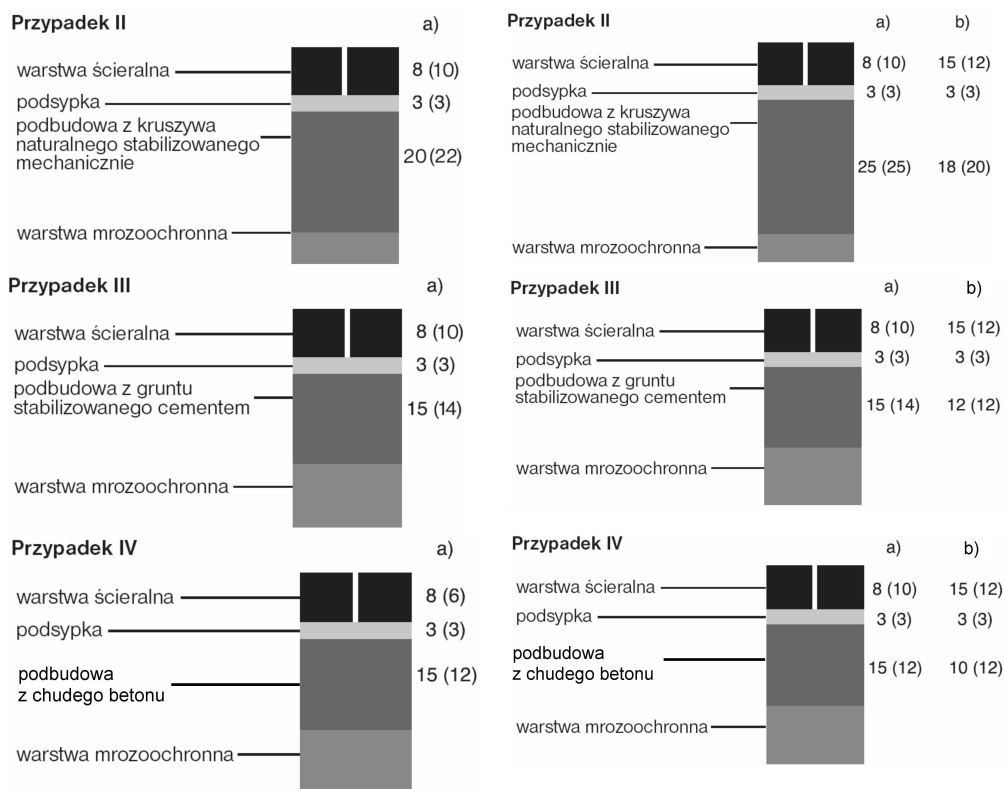 Przypadek II a)
warstwa ścieralna 8 (10)
podsypka 3 (3)
podbudowa z kruszywa
naturalnego stabilizowanego
mechanicznie
20 (22)
warstwa mrozoochronna
Przypadek III a)
warstwa ścieralna 8 (10)
podsypka 3 (3)
podbudowa z gruntu
stabilizowanego cementem
15 (14)
warstwa mrozoochronna
Przypadek IV a)
warstwa ścieralna 8 (6)
podsypka 3 (3)
podbudowa
z chudego betonu
15 (12)
warstwa mrozoochronna
Przypadek II a) b)
warstwa ścieralna 8 (10) 15 (12)
podsypka 3 (3) 3 (3)
podbudowa z kruszywa
naturalnego stabilizowanego
mechanicznie
25 (25) 18 (20)
warstwa mrozoochronna
Przypadek III a) b)
warstwa ścieralna 8 (10) 15 (12)
podsypka 3 (3) 3 (3)
podbudowa z gruntu
stabilizowanego cementem
15 (14) 12 (12)
warstwa mrozoochronna
Przypadek IV a) b)
warstwa ścieralna 8 (10) 15 (12)
podsypka 3 (3) 3 (3)
podbudowa
z chudego betonu
15 (12) 10 (12)
warstwa mrozoochronna